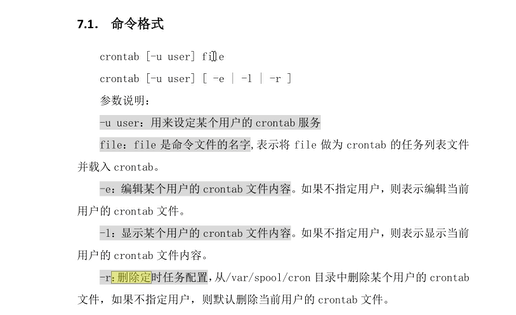 7.1. 命令格式
crontab [-u user] file
crontab [-u user] [ -e | -l | -r ]
参数说明：
-u user：用来设定某个用户的 crontab 服务
file：file 是命令文件的名字,表示将 file 做为 crontab 的任务列表文件
并载入 crontab。
-e：编辑某个用户的 crontab 文件内容。如果不指定用户，则表示编辑当前
用户的 crontab 文件。
-l：显示某个用户的 crontab 文件内容。如果不指定用户，则表示显示当前
用户的 crontab 文件内容。
-r：删除定时任务配置，从/var/spool/cron 目录中删除某个用户的 crontab
文件，如果不指定用户，则默认删除当前用户的 crontab 文件。